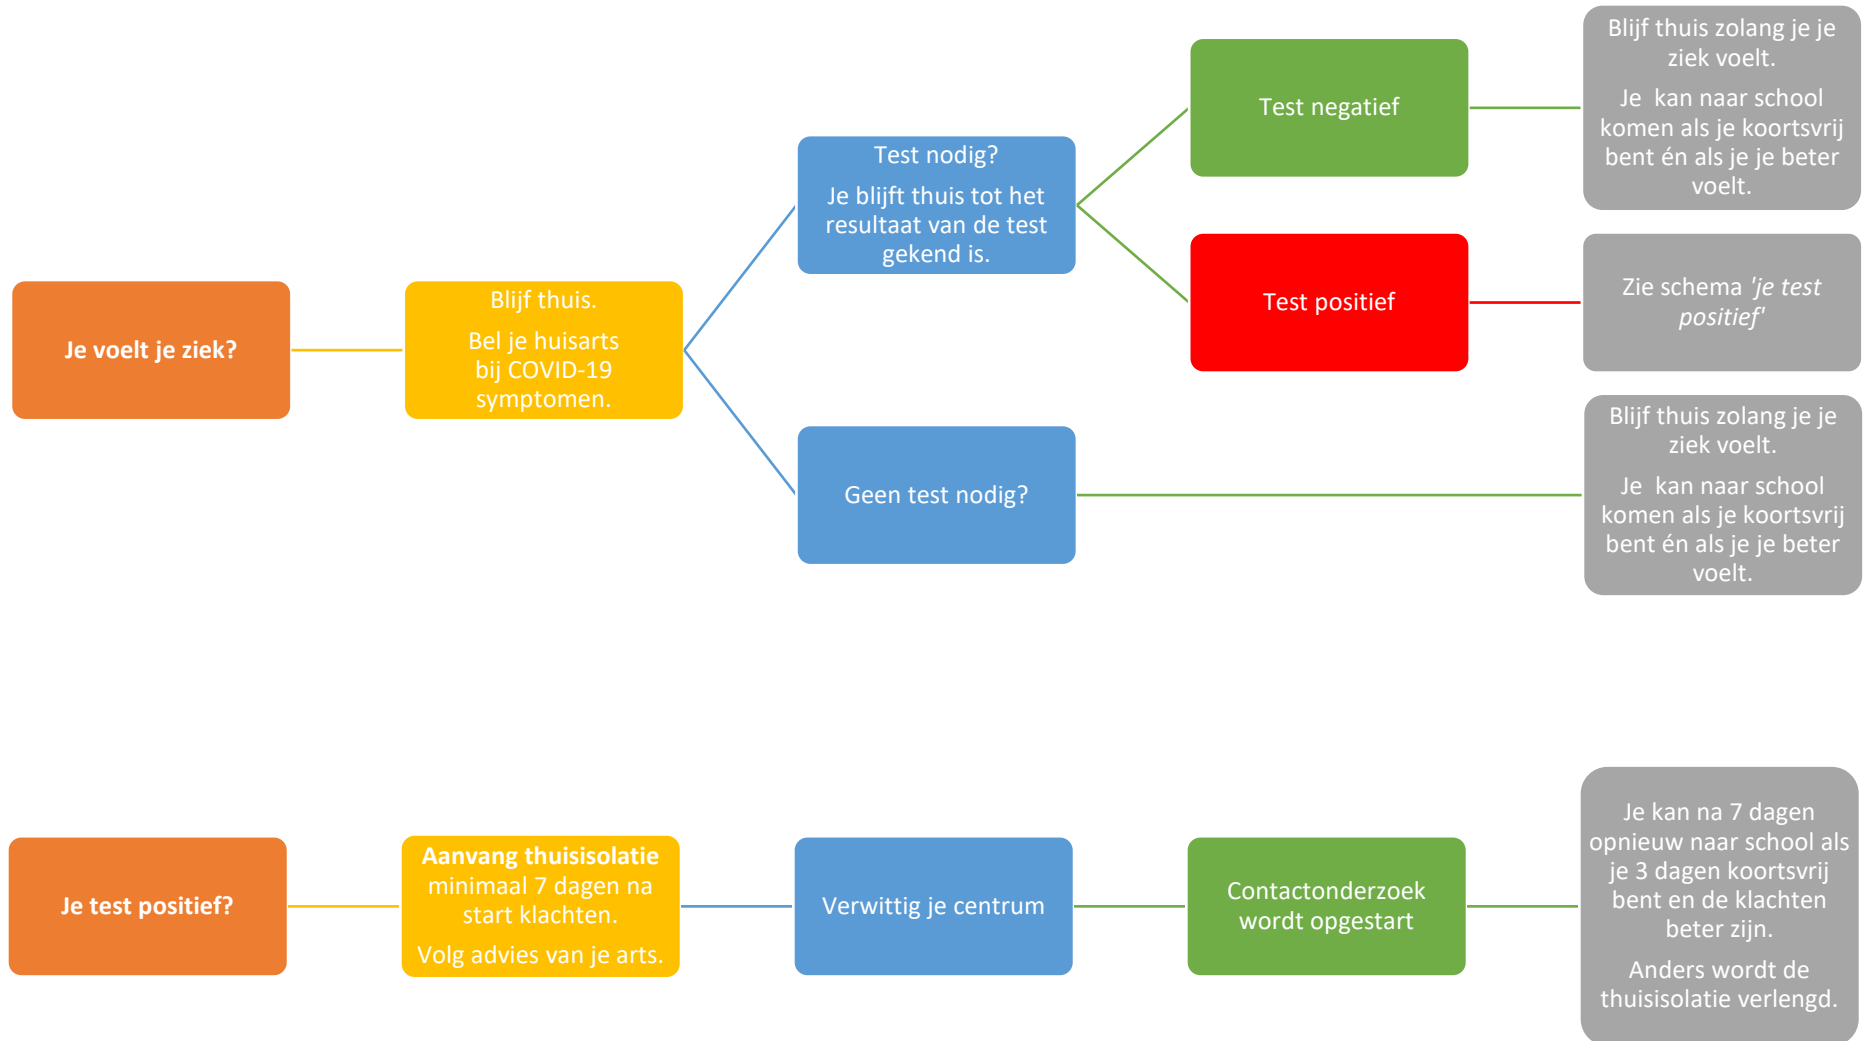 Je voelt je ziek?
Blijf thuis.
Bel je huisarts
bij COVID-19
symptomen.
Test nodig?
Je blijft thuis tot het
resultaat van de test
gekend is.
Test negatief
Blijf thuis zolang je je
ziek voelt.
Je kan naar school
komen als je koortsvrij
bent én als je je beter
voelt.
Test positief
Zie schema 'je test
positief'
Geen test nodig?
Blijf thuis zolang je je
ziek voelt.
Je kan naar school
komen als je koortsvrij
bent én als je je beter
voelt.
Je test positief?
Aanvang thuisisolatie
minimaal 7 dagen na
start klachten.
Volg advies van je arts.
Verwittig je centrum
Contactonderzoek
wordt opgestart
Je kan na 7 dagen
opnieuw naar school als
je 3 dagen koortsvrij
bent en de klachten
beter zijn.
Anders wordt de
thuisisolatie verlengd.